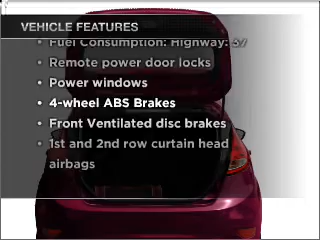 VEHICLE FEATURES
• Fuel Consumption: Highway: 37
• Remote power door locks
• Power windows
• 4-wheel ABS Brakes
• Front Ventilated disc brakes
• 1st and 2nd row curtain head
airbags